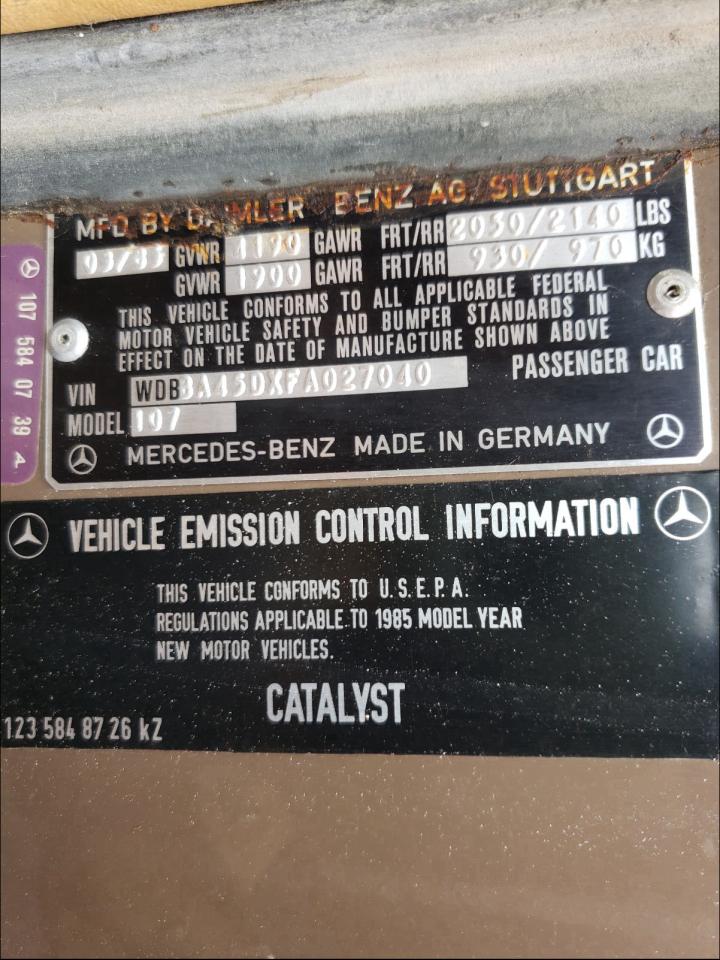 MFD. BY DAIMLER BENZ AG. STUTTGART
03/85 GVWR 4190 GAWR FRT/RR 2050/2140 LBS
GVWR 1900 GAWR FRT/RR 930/ 970 KG
THIS VEHICLE CONFORMS TO ALL APPLICABLE FEDERAL
MOTOR VEHICLE SAFETY AND BUMPER STANDARDS IN
EFFECT ON THE DATE OF MANUFACTURE SHOWN ABOVE
VIN WDBBA45DXFA027040 PASSENGER CAR
MODEL 107
MERCEDES-BENZ MADE IN GERMANY
107 584 07 39 A
VEHICLE EMISSION CONTROL INFORMATION
THIS VEHICLE CONFORMS TO U.S.E.P.A.
REGULATIONS APPLICABLE TO 1985 MODEL YEAR
NEW MOTOR VEHICLES.
CATALYST
123 584 87 26 kZ